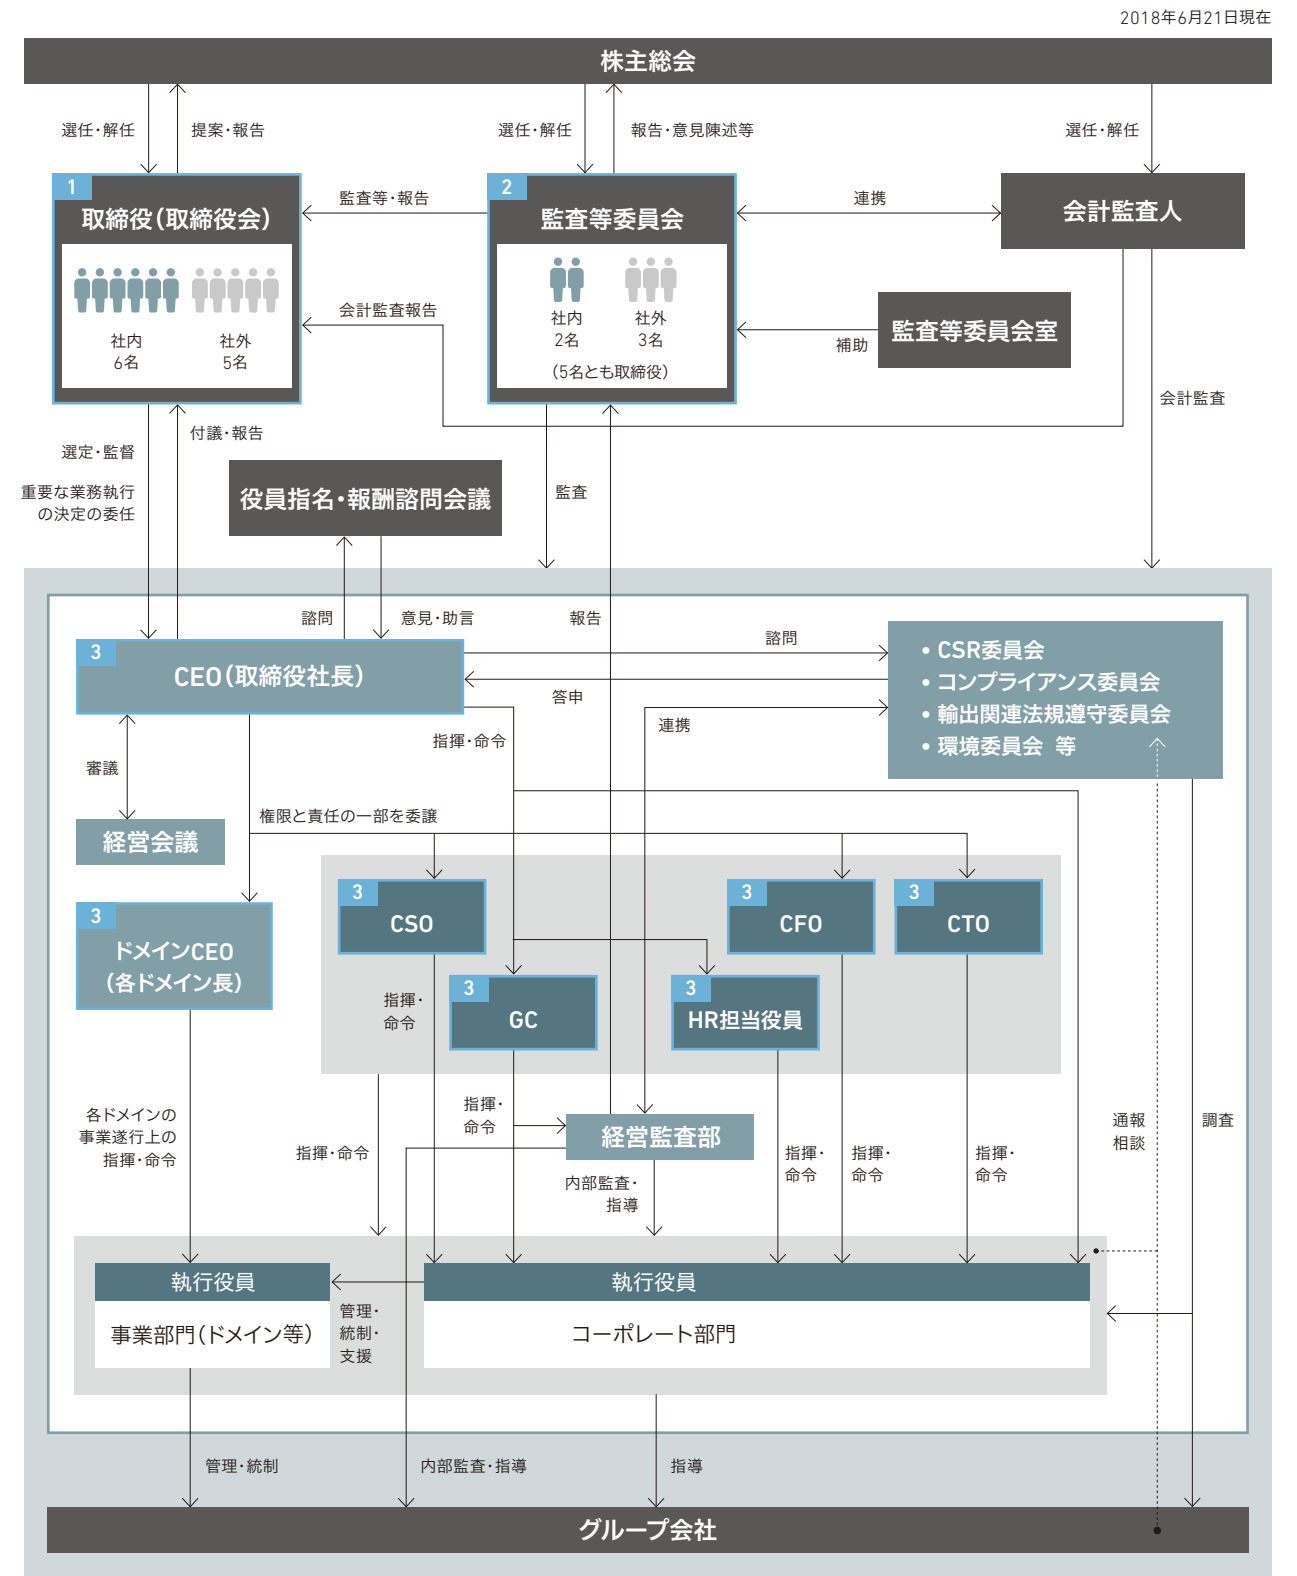 2018年6月21日現在
株主総会
選任・解任
提案・報告
選任・解任
報告・意見陳述等
選任・解任
1
取締役(取締役会)
社内
6名
社外
5名
監査等・報告
会計監査報告
2
監査等委員会
社内
2名
社外
3名
(5名とも取締役)
連携
会計監査人
補助
監査等委員会室
会計監査
選定・監督
重要な業務執行
の決定の委任
付議・報告
役員指名・報酬諮問会議
監査
諮問
意見・助言
報告
諮問
答申
連携
3
CEO(取締役社長)
• CSR委員会
• コンプライアンス委員会
• 輸出関連法規遵守委員会
• 環境委員会 等
指揮・命令
審議
経営会議
権限と責任の一部を委譲
3
ドメインCEO
(各ドメイン長)
3
CSO
3
CFO
3
CTO
指揮・
命令
3
GC
3
HR担当役員
各ドメインの
事業遂行上の
指揮・命令
指揮・命令
指揮・
命令
経営監査部
内部監査・
指導
指揮・
命令
指揮・
命令
指揮・
命令
通報
相談
調査
執行役員
事業部門(ドメイン等)
管理・
統制・
支援
執行役員
コーポレート部門
管理・統制
内部監査・指導
指導
グループ会社